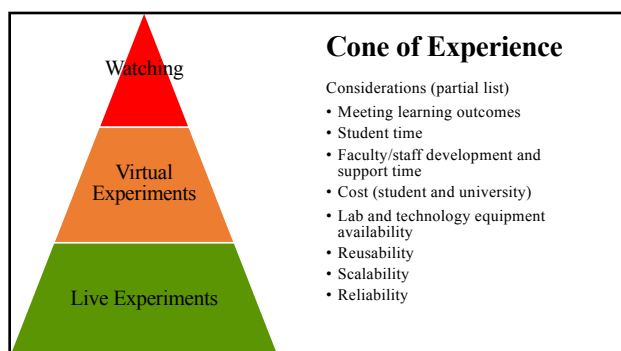 Watching
Virtual
Experiments
Live Experiments
Cone of Experience
Considerations (partial list)
• Meeting learning outcomes
• Student time
• Faculty/staff development and
support time
• Cost (student and university)
• Lab and technology equipment
availability
• Reusability
• Scalability
• Reliability